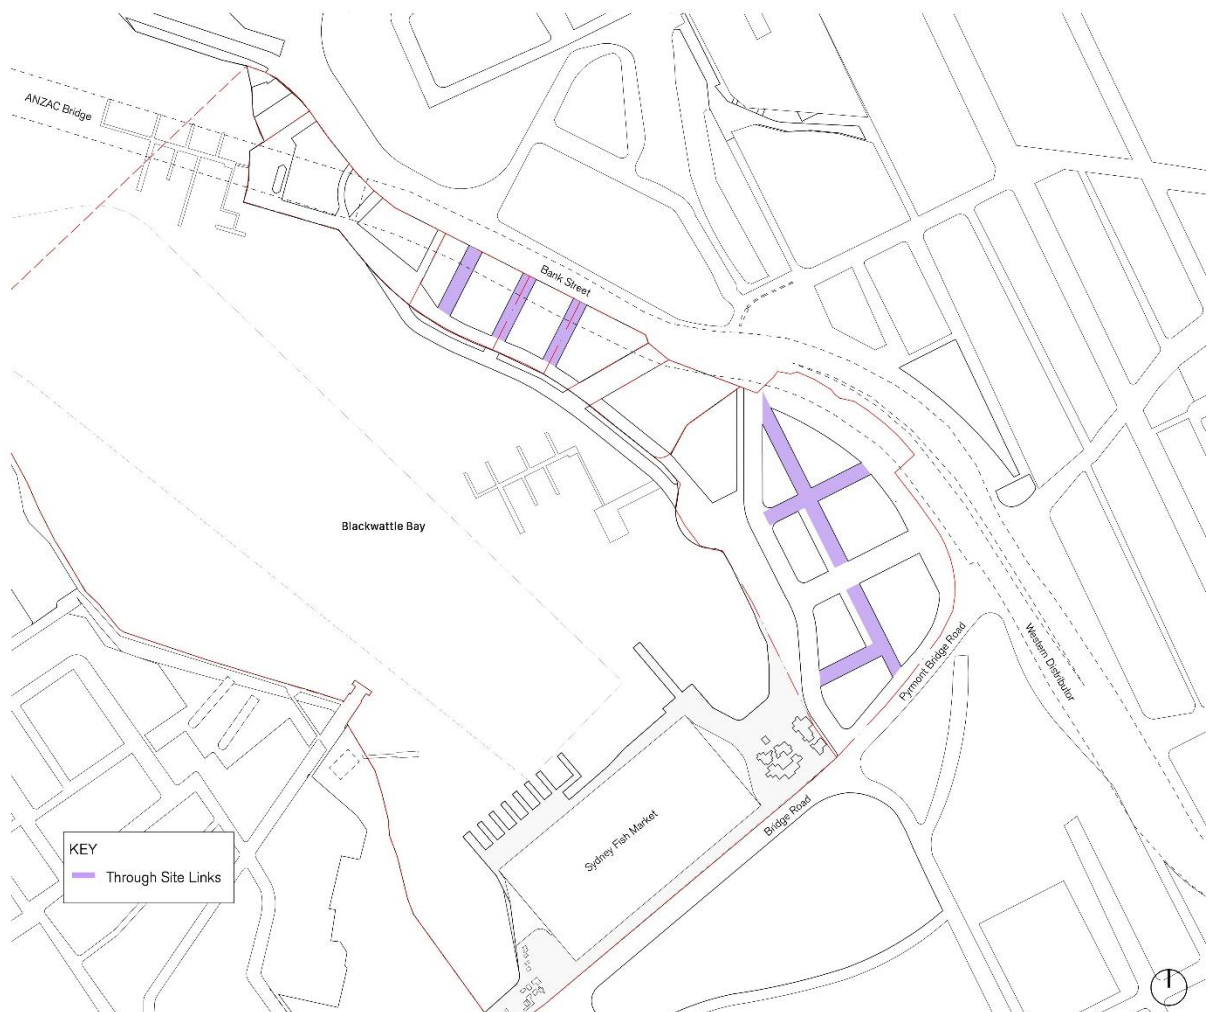 ANZAC Bridge
Bank Street
Blackwattle Bay
Pyrmont Bridge Road
Western Distributor
Sydney Fish Market
Bridge Road
KEY
Through Site Links